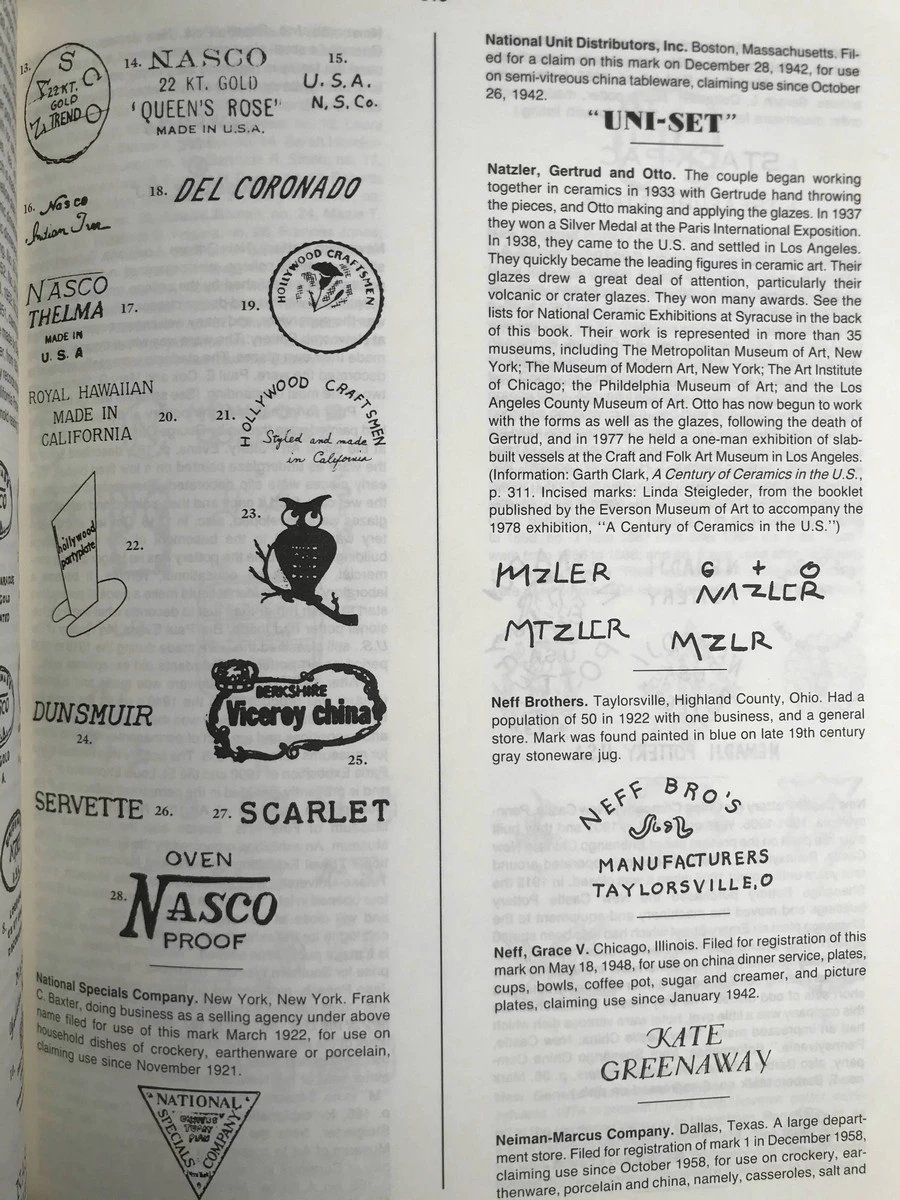 13.
S
22 KT.
GOLD
TREND
14. NASCO
22 KT. GOLD
'QUEEN'S ROSE'
MADE IN U.S.A.
15.
U.S.A.
N.S.Co.
16. Nasco
Indian Tree
18. DEL CORONADO
NASCO
THELMA 17.
MADE IN
U.S.A
19. HOLLYWOOD CRAFTSMEN
ROYAL HAWAIIAN
MADE IN
CALIFORNIA
20.
21. HOLLYWOOD CRAFTSMEN
Styled and made
in California
hollywood
partyplate
22.
23.
DUNSMUIR
24.
BERKSHIRE
Viceroy china
25.
SERVETTE 26.
27. SCARLET
OVEN
28. NASCO
PROOF
National Specials Company. New York, New York. Frank
C. Baxter, doing business as a selling agency under above
name filed for use of this mark March 1922, for use on
household dishes of crockery, earthenware or porcelain,
claiming use since November 1921.
NATIONAL
SPECIALS
COMPANY
National Unit Distributors, Inc. Boston, Massachusetts. Fil-
ed for a claim on this mark on December 28, 1942, for use
on semi-vitreous china tableware, claiming use since October
26, 1942.
"UNI-SET"
Natzler, Gertrud and Otto. The couple began working
together in ceramics in 1933 with Gertrude hand throwing
the pieces, and Otto making and applying the glazes. In 1937
they won a Silver Medal at the Paris International Exposition.
In 1938, they came to the U.S. and settled in Los Angeles.
They quickly became the leading figures in ceramic art. Their
glazes drew a great deal of attention, particularly their
volcanic or crater glazes. They won many awards. See the
lists for National Ceramic Exhibitions at Syracuse in the
back of this book. Their work is represented in more than 35
museums, including The Metropolitan Museum of Art, New
York; The Museum of Modern Art, New York; The Art Institute
of Chicago; the Phildelphia Museum of Art; and the Los
Angeles County Museum of Art. Otto has now begun to work
with the forms as well as the glazes, following the death of
Gertrud, and in 1977 he held a one-man exhibition of slab-
built vessels at the Craft and Folk Art Museum in Los Angeles.
(Information: Garth Clark, A Century of Ceramics in the U.S.,
p. 311. Incised marks: Linda Steigleder, from the booklet
published by the Everson Museum of Art to accompany the
1978 exhibition, "A Century of Ceramics in the U.S.")
G + O
NATZLER
Neff Brothers. Taylorsville, Highland County, Ohio. Had a
population of 50 in 1922 with one business, and a general
store. Mark was found painted in blue on late 19th century
gray stoneware jug.
NEFF BRO'S
MANUFACTURERS
TAYLORSVILLE, O
Neff, Grace V. Chicago, Illinois. Filed for registration of this
mark on May 18, 1948, for use on china dinner service, plates,
cups, bowls, coffee pot, sugar and creamer, and picture
plates, claiming use since January 1942.
KATE
GREENAWAY
Neiman-Marcus Company. Dallas, Texas. A large depart-
ment store. Filed for registration of mark 1 in December 1958,
claiming use since October 1958, for use on crockery, ear-
thenware, porcelain and china, namely, casseroles, salt and